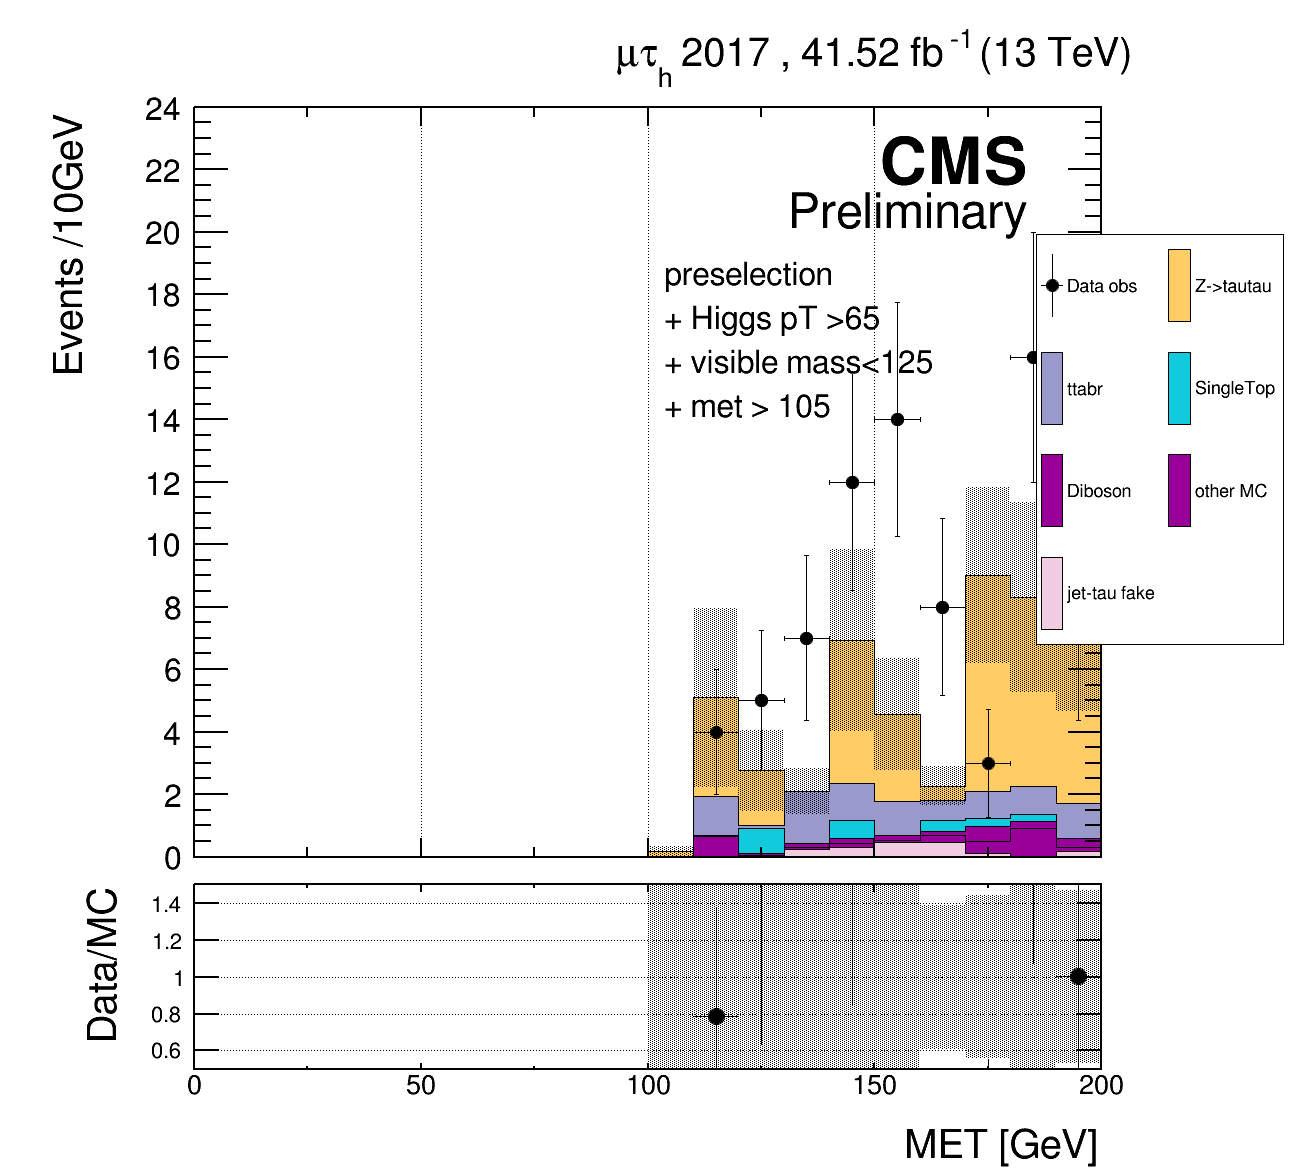 μτh 2017 , 41.52 fb-1 (13 TeV)
Events /10GeV
24
22
20
18
16
14
12
10
8
6
4
2
0
CMS
Preliminary
preselection
+ Higgs pT >65
+ visible mass<125
+ met > 105
Data obs
Z->tautau
ttabr
SingleTop
Diboson
other MC
jet-tau fake
Data/MC
1.4
1.2
1
0.8
0.6
0
50
100
150
200
MET [GeV]